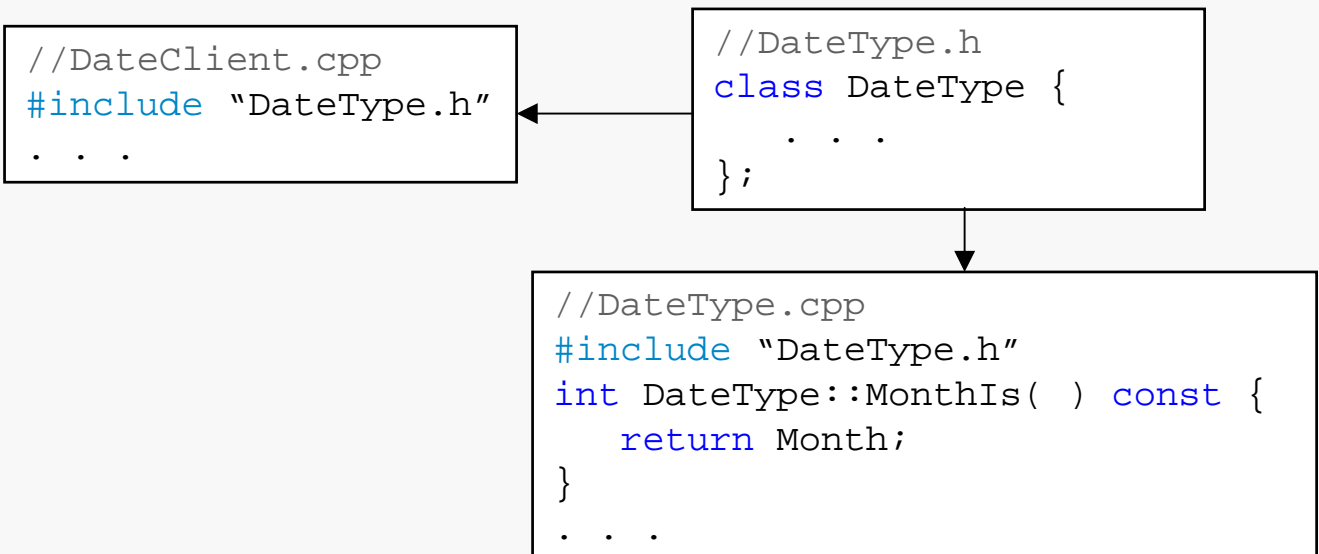 //DateClient.cpp
#include “DateType.h”
. . .
//DateType.h
class DateType {
. . .
};
//DateType.cpp
#include “DateType.h”
int DateType::MonthIs( ) const {
return Month;
}
. . .